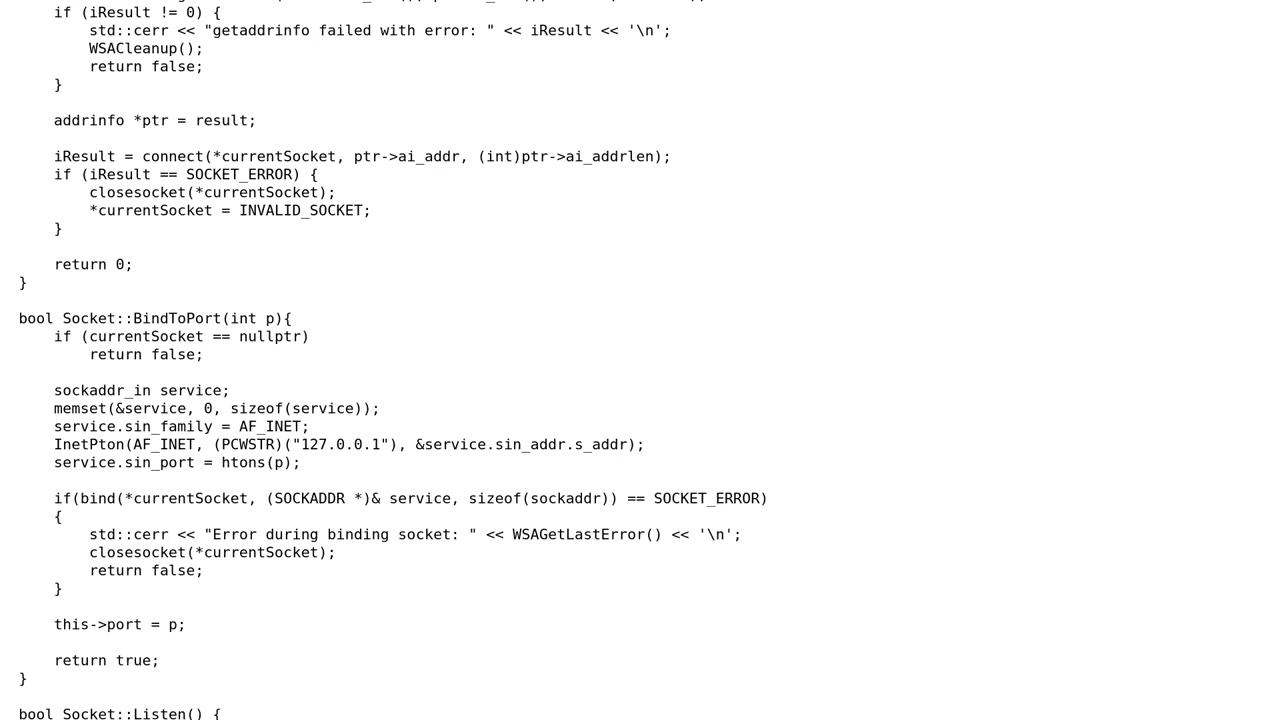 if (iResult != 0) {
std::cerr << "getaddrinfo failed with error: " << iResult << '\n';
WSACleanup();
return false;
}
addrinfo *ptr = result;
iResult = connect(*currentSocket, ptr->ai_addr, (int)ptr->ai_addrlen);
if (iResult == SOCKET_ERROR) {
closesocket(*currentSocket);
*currentSocket = INVALID_SOCKET;
}
return 0;
}
bool Socket::BindToPort(int p){
if (currentSocket == nullptr)
return false;
sockaddr_in service;
memset(&service, 0, sizeof(service));
service.sin_family = AF_INET;
InetPton(AF_INET, (PCWSTR)("127.0.0.1"), &service.sin_addr.s_addr);
service.sin_port = htons(p);
if(bind(*currentSocket, (SOCKADDR *)& service, sizeof(sockaddr)) == SOCKET_ERROR)
{
std::cerr << "Error during binding socket: " << WSAGetLastError() << '\n';
closesocket(*currentSocket);
return false;
}
this->port = p;
return true;
}
bool Socket::Listen() {